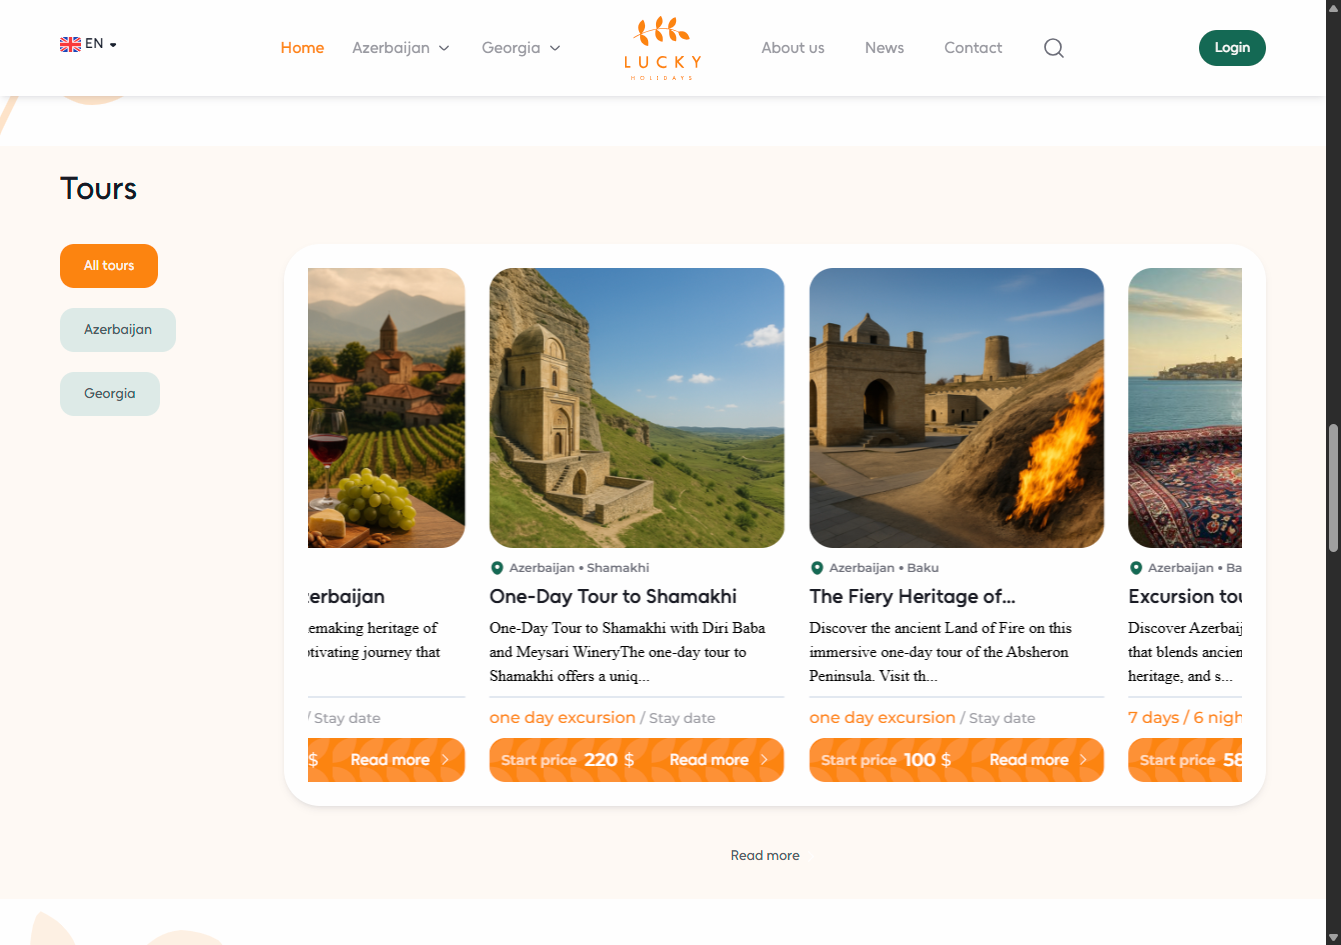 EN
Home
Azerbaijan
Georgia
LUCKY
HOLIDAYS
About us
News
Contact
Login
Tours
All tours
Azerbaijan
Georgia
erbaijan
emaking heritage of
tivating journey that
/ Stay date
$ Read more
Azerbaijan • Shamakhi
One-Day Tour to Shamakhi
One-Day Tour to Shamakhi with Diri Baba
and Meysari WineryThe one-day tour to
Shamakhi offers a uniq...
one day excursion / Stay date
Start price 220 $ Read more
Azerbaijan • Baku
The Fiery Heritage of...
Discover the ancient Land of Fire on this
immersive one-day tour of the Absheron
Peninsula. Visit th...
one day excursion / Stay date
Start price 100 $ Read more
Azerbaijan • Ba
Excursion tou
Discover Azerbaij
that blends ancien
heritage, and s...
7 days / 6 nigh
Start price 58
Read more